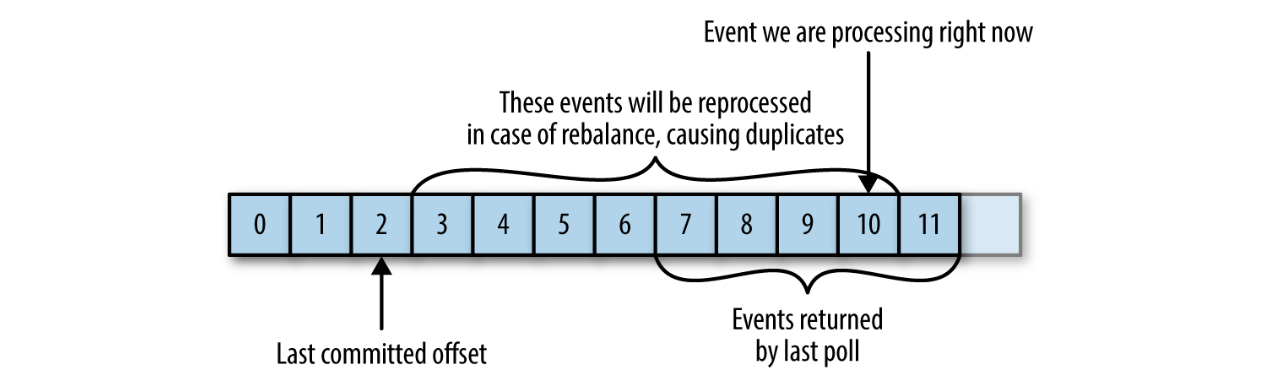 Event we are processing right now
These events will be reprocessed
in case of rebalance, causing duplicates
0 1 2 3 4 5 6 7 8 9 10 11
Last committed offset
Events returned
by last poll